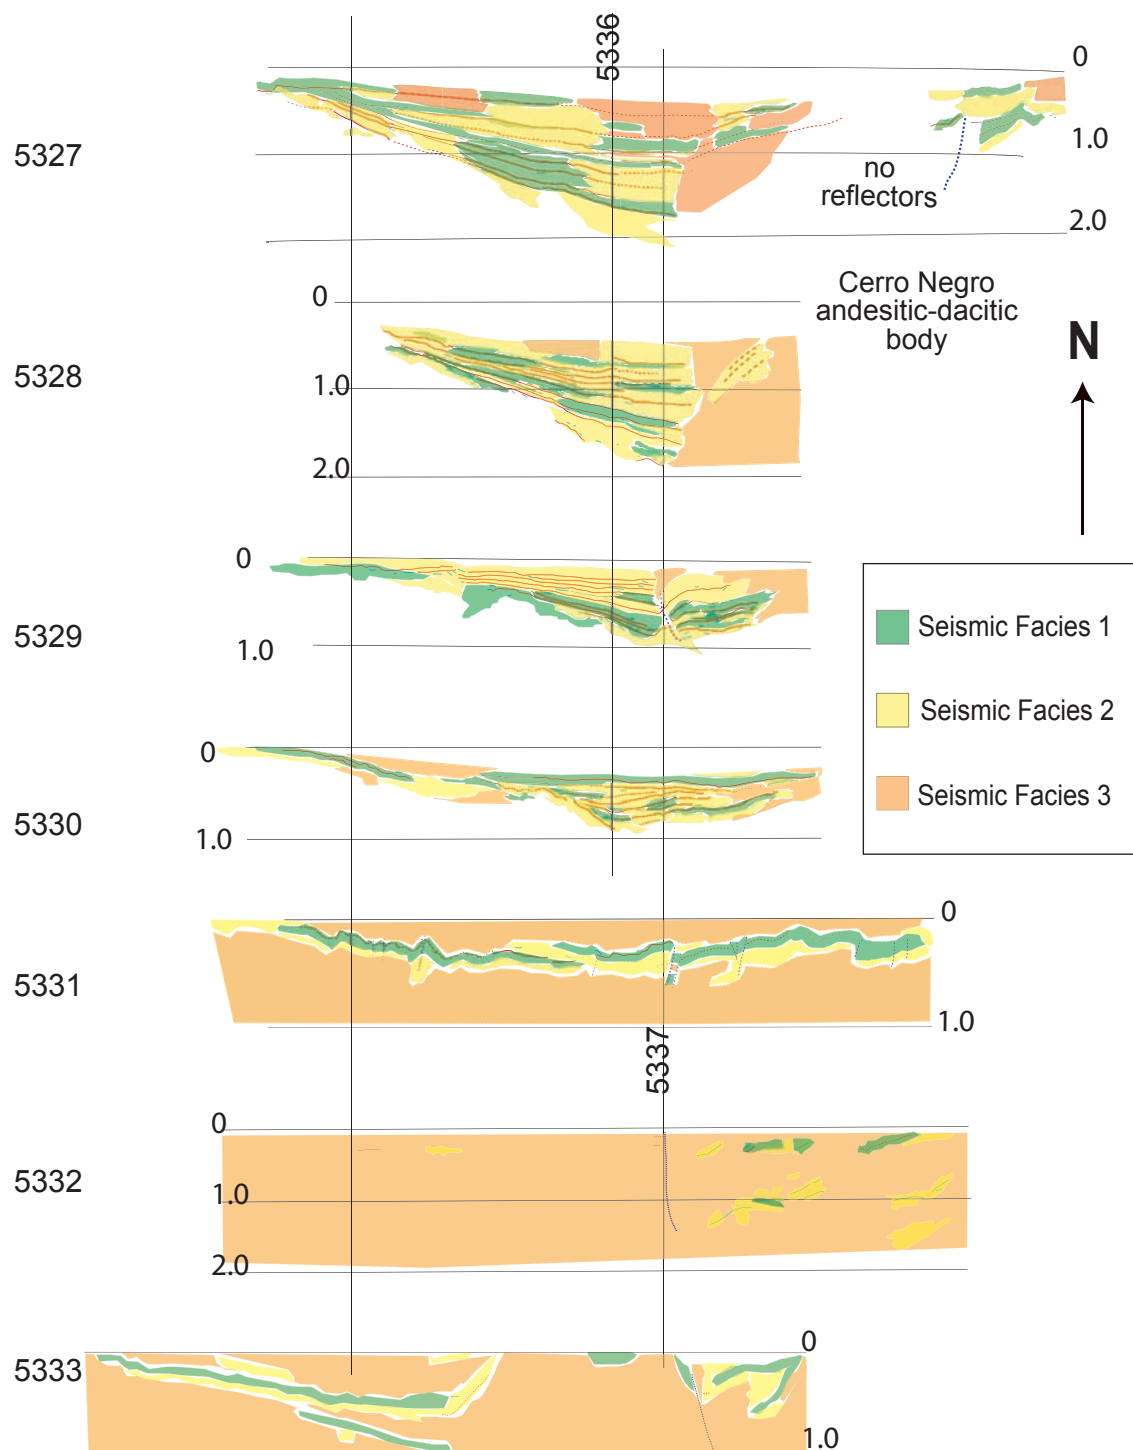 5336
0
5327
1.0
no
reflectors
2.0
Cerro Negro
andesitic-dacitic
body
N
0
5328
1.0
2.0
0
5329
1.0
Seismic Facies 1
Seismic Facies 2
Seismic Facies 3
0
5330
1.0
0
5331
1.0
5337
0
5332
1.0
2.0
0
5333
1.0